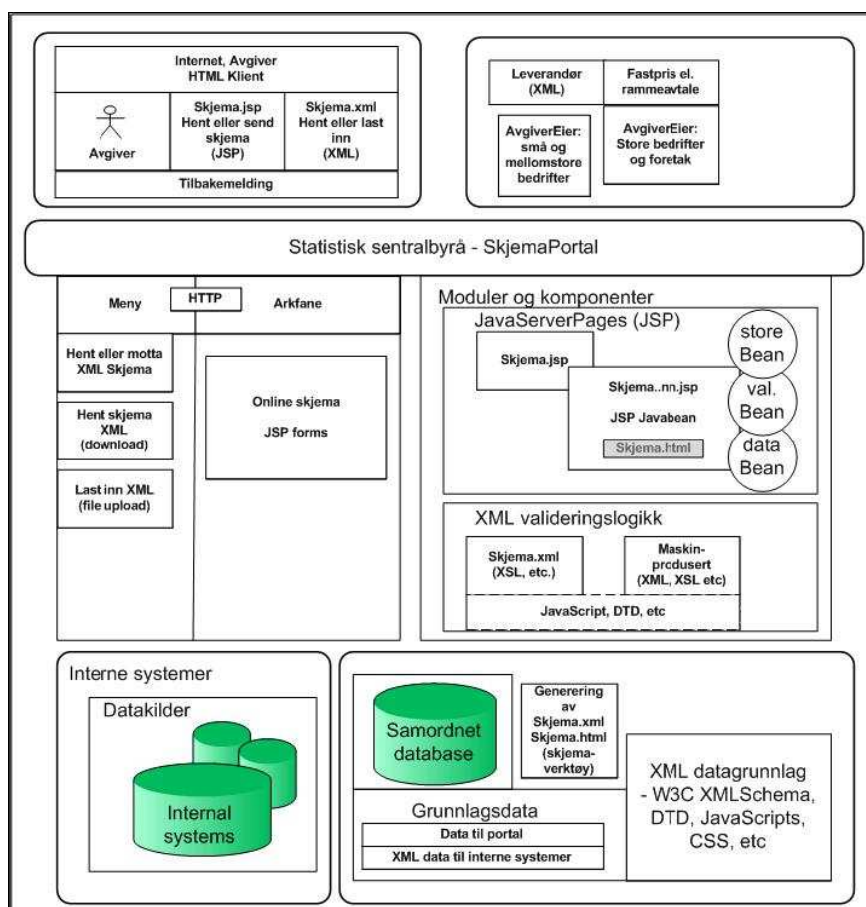 Internet, Avgiver
HTML Klient
Avgiver
Skjema.jsp
Hent eller send
skjema
(JSP)
Skjema.xml
Hent eller last
inn
(XML)
Tilbakemelding
Leverandør
(XML)
Fastpris el.
rammeavtale
AvgiverEier:
små og
mellomstore
bedrifter
AvgiverEier:
Store bedrifter
og foretak
Statistisk sentralbyrå - SkjemaPortal
Meny
HTTP
Arkfane
Hent eller motta
XML Skjema
Hent skjema
XML
(download)
Last inn XML
(file upload)
Online skjema
JSP forms
Moduler og komponenter
JavaServerPages (JSP)
Skjema.jsp
Skjema..nn.jsp
JSP Javabean
Skjema.html
store
Bean
val.
Bean
data
Bean
XML valideringslogikk
Skjema.xml
(XSL, etc.)
Maskin-
produsert
(XML, XSL etc)
JavaScript, DTD, etc
Interne systemer
Datakilder
Internal
systems
Samordnet
database
Generering
av
Skjema.xml
Skjema.html
(skjema-
verktøy)
Grunnlagsdata
Data til portal
XML data til interne systemer
XML datagrunnlag
- W3C XMLSchema,
DTD, JavaScripts,
CSS, etc